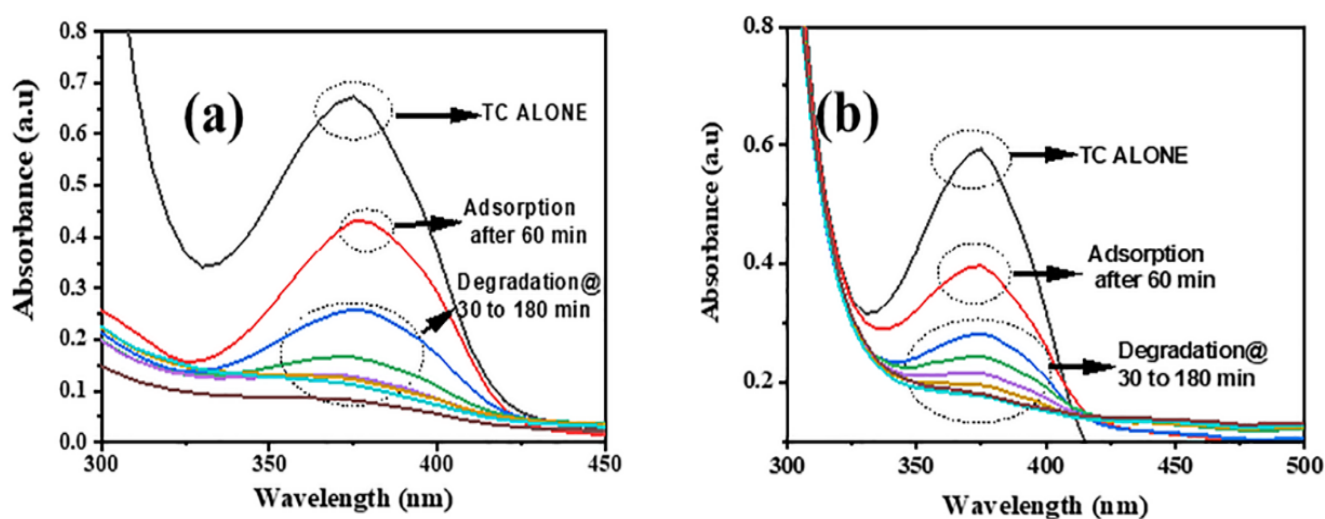 0.8
0.7
0.6
0.5
0.4
0.3
0.2
0.1
0.0
Absorbance (a.u)
(a)
TC ALONE
Adsorption
after 60 min
Degradation@
30 to 180 min
300
350
400
450
Wavelength (nm)
0.8
0.6
0.4
0.2
Absorbance (a.u)
(b)
TC ALONE
Adsorption
after 60 min
Degradation@
30 to 180 min
300
350
400
450
500
Wavelength (nm)